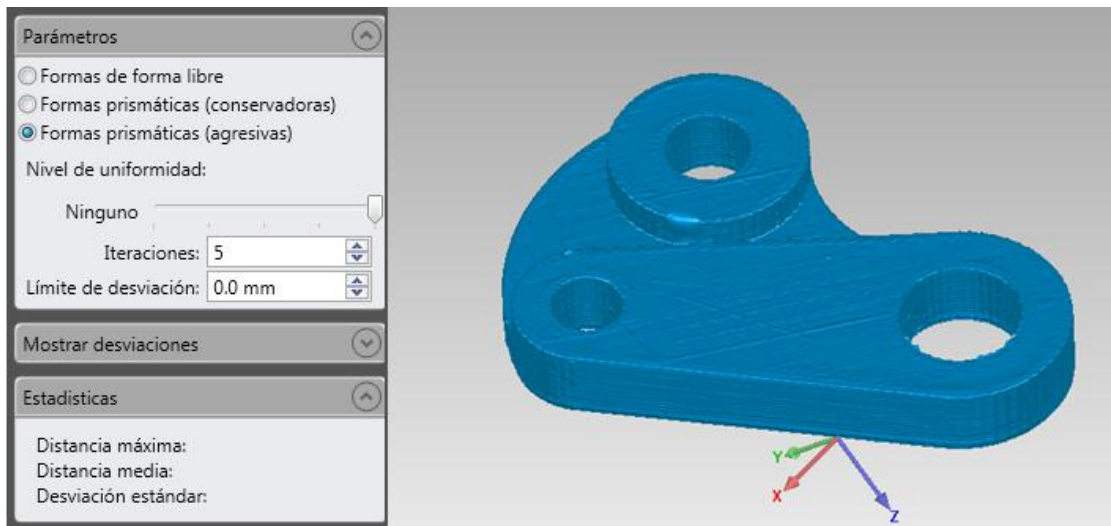 Parámetros
Formas de forma libre
Formas prismáticas (conservadoras)
Formas prismáticas (agresivas)
Nivel de uniformidad:
Ninguno
Iteraciones: 5
Límite de desviación: 0.0 mm
Mostrar desviaciones
Estadisticas
Distancia máxima:
Distancia media:
Desviación estándar:
Y
X
Z